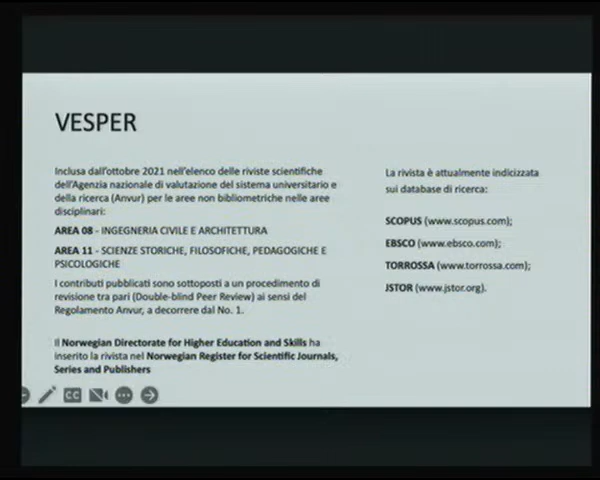 VESPER
Inclusa dall'ottobre 2021 nell'elenco delle riviste scientifiche
dell'Agenzia nazionale di valutazione del sistema universitario e
della ricerca (Anvur) per le aree non bibliometriche nelle aree
disciplinari:
AREA 08 - INGEGNERIA CIVILE E ARCHITETTURA
AREA 11 - SCIENZE STORICHE, FILOSOFICHE, PEDAGOGICHE E
PSICOLOGICHE
I contributi pubblicati sono sottoposti a un procedimento di
revisione tra pari (Double-blind Peer Review) ai sensi del
Regolamento Anvur, a decorrere dal No. 1.
Il Norwegian Directorate for Higher Education and Skills ha
inserito la rivista nel Norwegian Register for Scientific Journals,
Series and Publishers
La rivista è attualmente indicizzata
sui database di ricerca:
SCOPUS (www.scopus.com);
EBSCO (www.ebsco.com);
TORROSSA (www.torrossa.com);
JSTOR (www.jstor.org).
CC